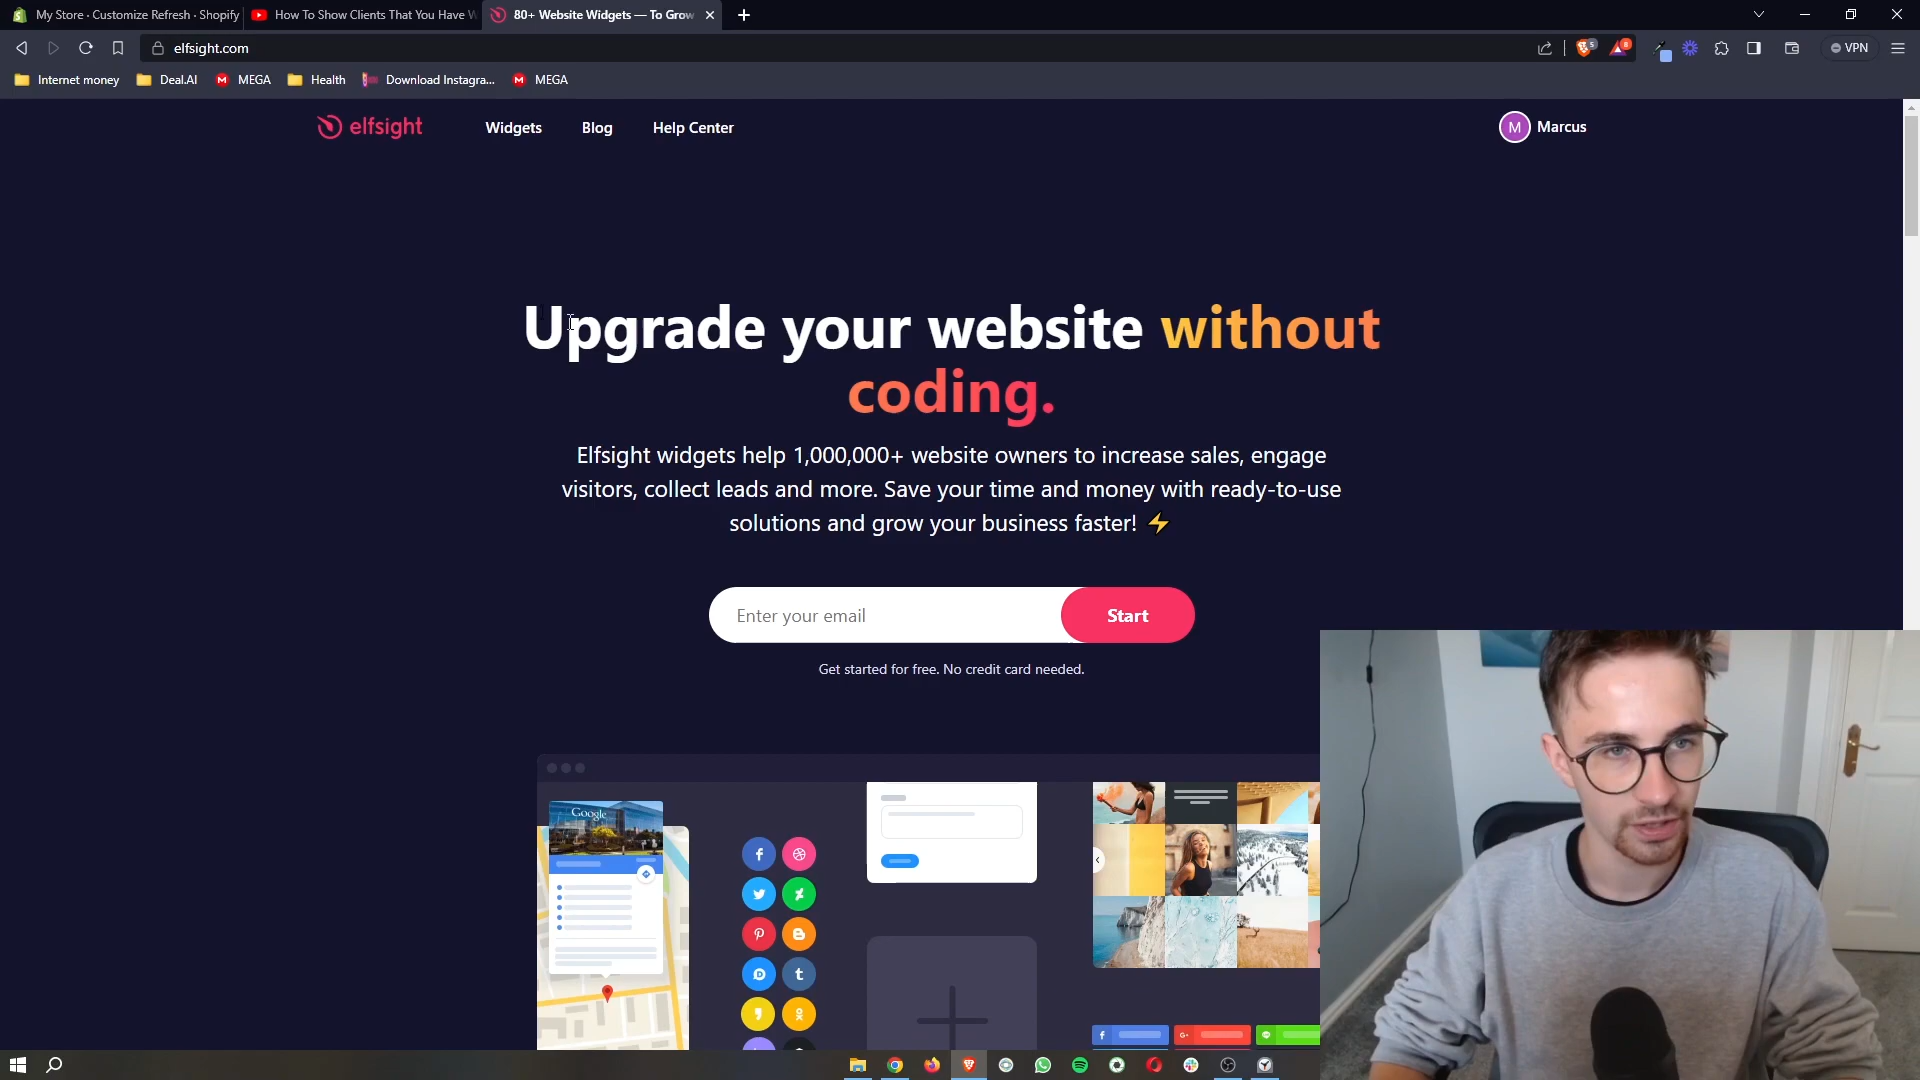 My Store · Customize Refresh · Shopify
How To Show Clients That You Have W
80+ Website Widgets — To Grow
elfsight.com
5
8
VPN
Internet money
Deal.AI
MEGA
Health
Download Instagra...
MEGA
elfsight
Widgets
Blog
Help Center
M
Marcus
Upgrade your website without
coding.
Elfsight widgets help 1,000,000+ website owners to increase sales, engage
visitors, collect leads and more. Save your time and money with ready-to-use
solutions and grow your business faster! ⚡
Enter your email
Start
Get started for free. No credit card needed.
Google